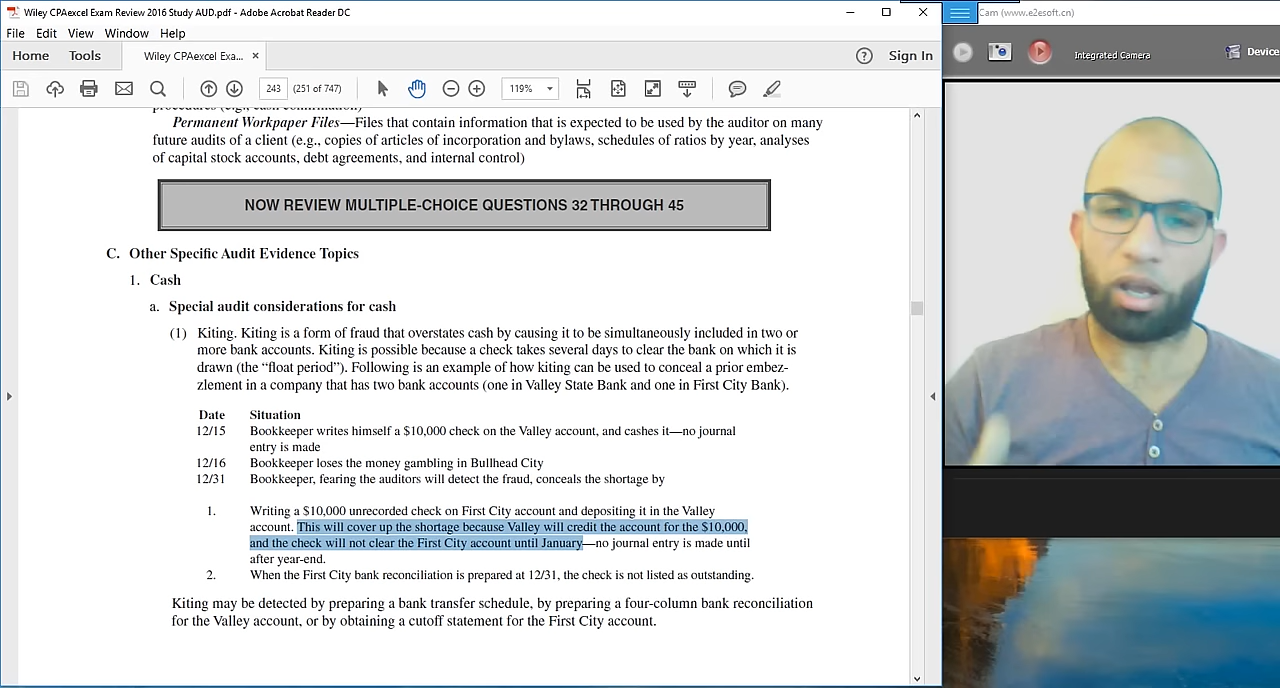 Wiley CPAexcel Exam Review 2016 Study AUD.pdf - Adobe Acrobat Reader DC
Cam (www.e2esoft.cn)
File Edit View Window Help
Home Tools Wiley CPAexcel Exa... × Sign In
243 (251 of 747) 119%
Integrated Camera Device
procedures (e.g., cash confirmation)
Permanent Workpaper Files—Files that contain information that is expected to be used by the auditor on many
future audits of a client (e.g., copies of articles of incorporation and bylaws, schedules of ratios by year, analyses
of capital stock accounts, debt agreements, and internal control)
NOW REVIEW MULTIPLE-CHOICE QUESTIONS 32 THROUGH 45
C. Other Specific Audit Evidence Topics
1. Cash
a. Special audit considerations for cash
(1) Kiting. Kiting is a form of fraud that overstates cash by causing it to be simultaneously included in two or
more bank accounts. Kiting is possible because a check takes several days to clear the bank on which it is
drawn (the “float period”). Following is an example of how kiting can be used to conceal a prior embez-
zlement in a company that has two bank accounts (one in Valley State Bank and one in First City Bank).
Date Situation
12/15 Bookkeeper writes himself a $10,000 check on the Valley account, and cashes it—no journal
entry is made
12/16 Bookkeeper loses the money gambling in Bullhead City
12/31 Bookkeeper, fearing the auditors will detect the fraud, conceals the shortage by
1. Writing a $10,000 unrecorded check on First City account and depositing it in the Valley
account. This will cover up the shortage because Valley will credit the account for the $10,000,
and the check will not clear the First City account until January—no journal entry is made until
after year-end.
2. When the First City bank reconciliation is prepared at 12/31, the check is not listed as outstanding.
Kiting may be detected by preparing a bank transfer schedule, by preparing a four-column bank reconciliation
for the Valley account, or by obtaining a cutoff statement for the First City account.